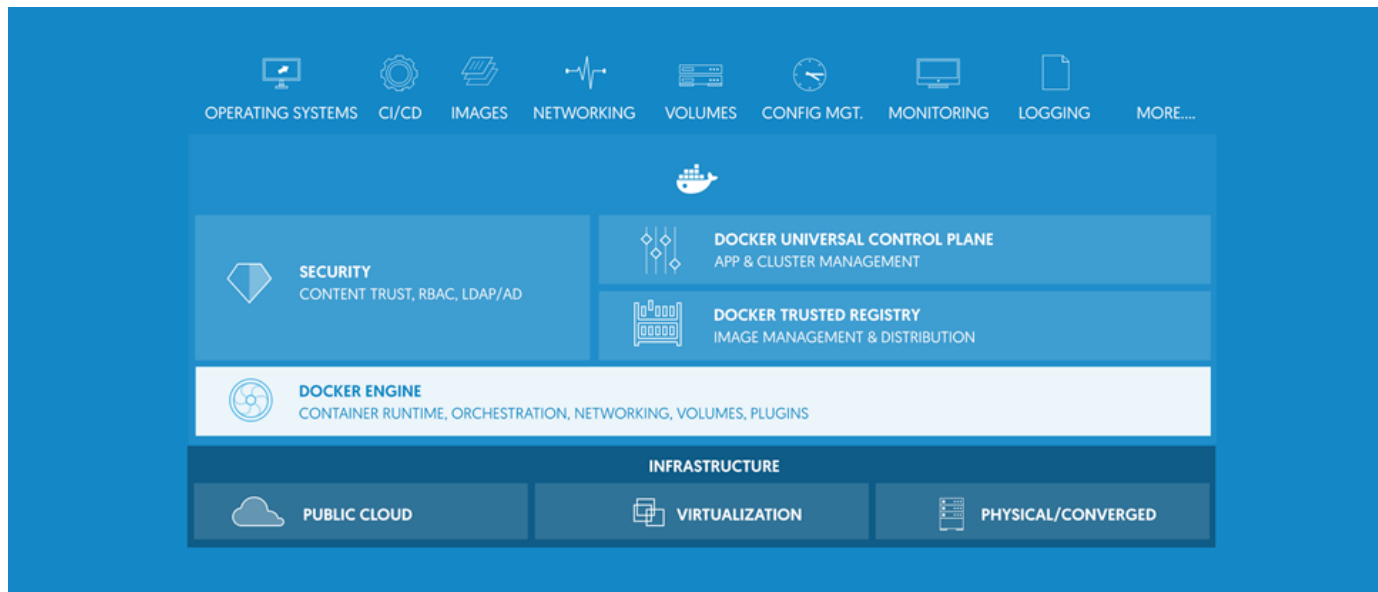 OPERATING SYSTEMS CI/CD IMAGES NETWORKING VOLUMES CONFIG MGT. MONITORING LOGGING MORE....
SECURITY
CONTENT TRUST, RBAC, LDAP/AD
DOCKER UNIVERSAL CONTROL PLANE
APP & CLUSTER MANAGEMENT
DOCKER TRUSTED REGISTRY
IMAGE MANAGEMENT & DISTRIBUTION
DOCKER ENGINE
CONTAINER RUNTIME, ORCHESTRATION, NETWORKING, VOLUMES, PLUGINS
INFRASTRUCTURE
PUBLIC CLOUD VIRTUALIZATION PHYSICAL/CONVERGED